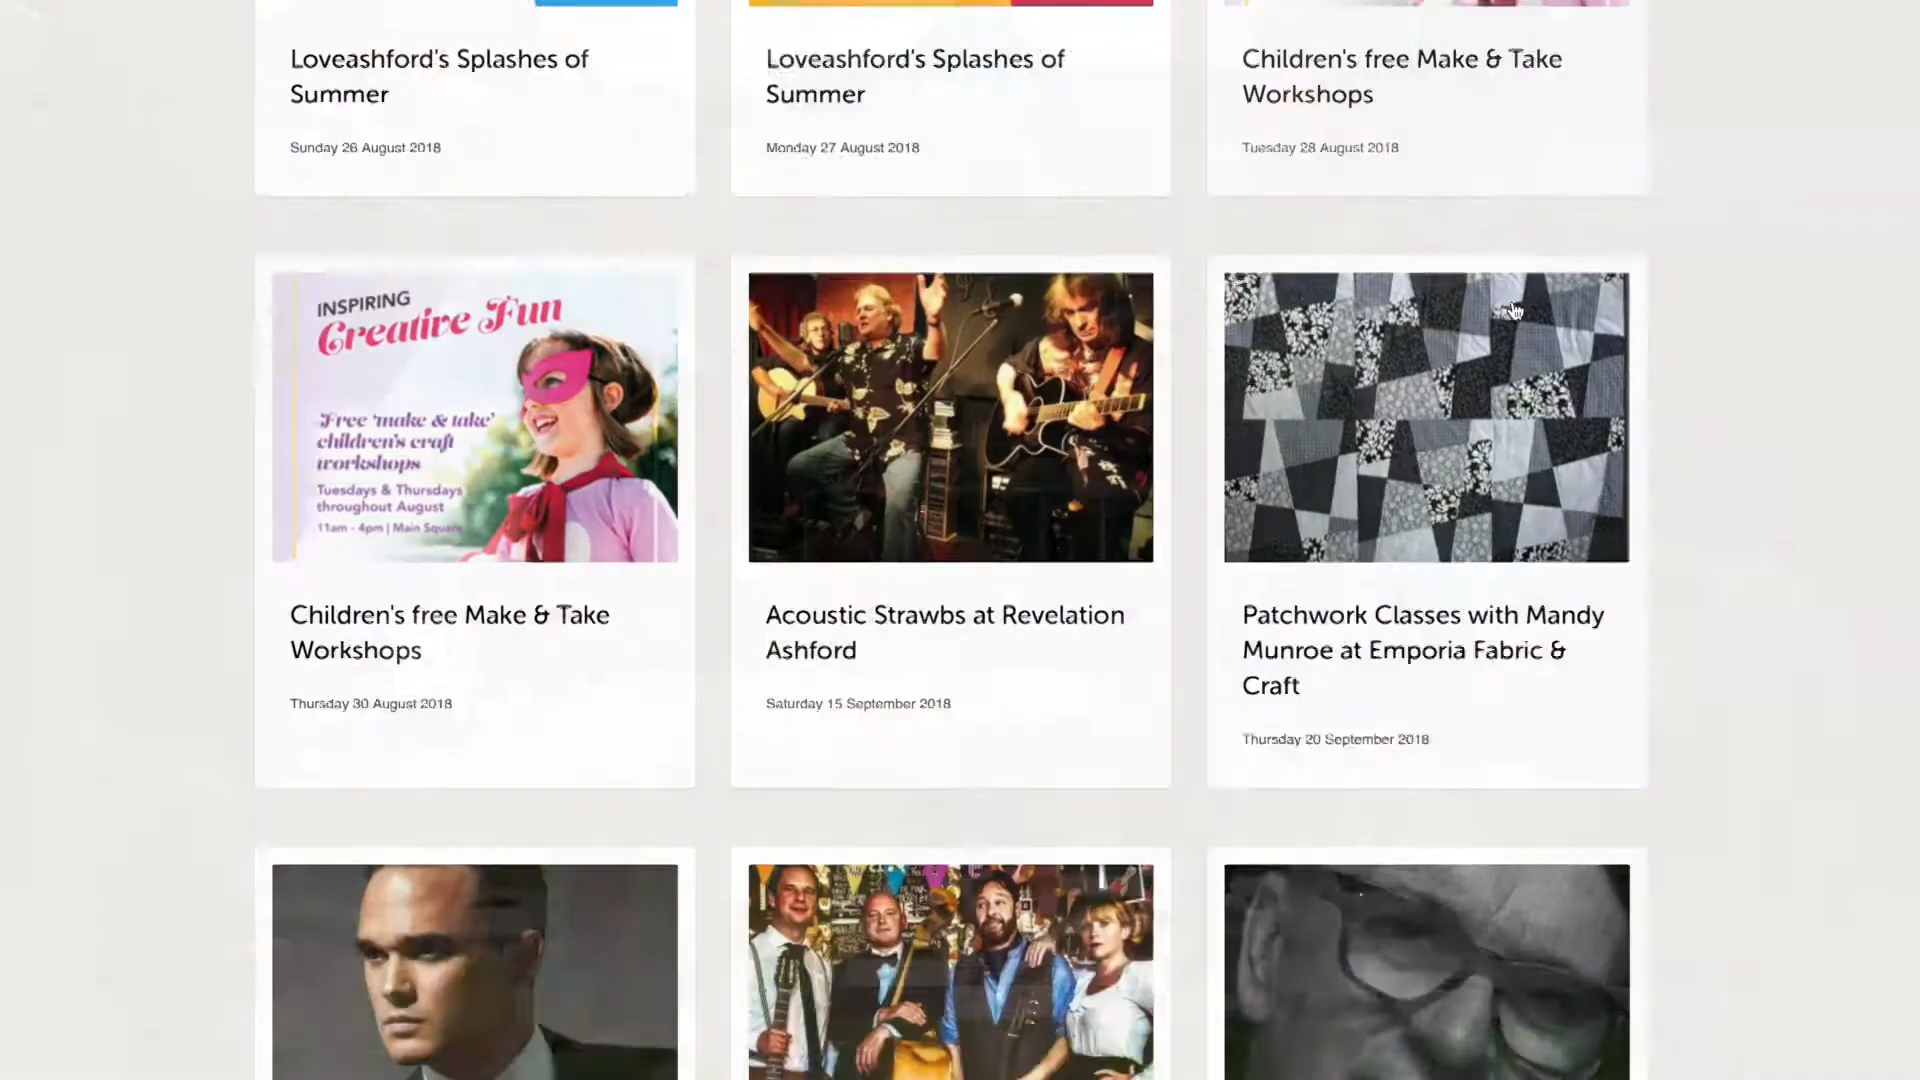 Loveashford's Splashes of
Summer
Sunday 26 August 2018
Loveashford's Splashes of
Summer
Monday 27 August 2018
Children's free Make & Take
Workshops
Tuesday 28 August 2018
INSPIRING
Creative Fun
Free 'make & take'
children's craft
workshops
Tuesdays & Thursdays
throughout August
11am - 4pm | Main Square
Children's free Make & Take
Workshops
Thursday 30 August 2018
Acoustic Strawbs at Revelation
Ashford
Saturday 15 September 2018
Patchwork Classes with Mandy
Munroe at Emporia Fabric &
Craft
Thursday 20 September 2018